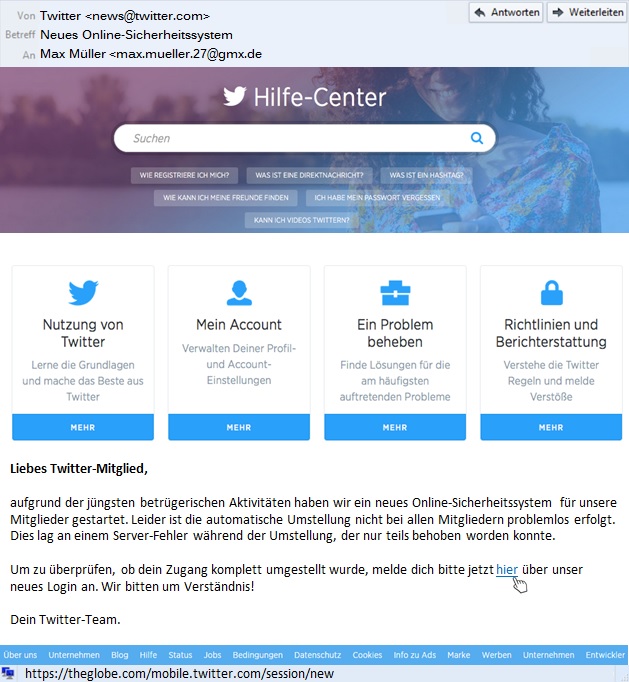 Von Twitter <news@twitter.com>
Antworten Weiterleiten
Betreff Neues Online-Sicherheitssystem
An Max Müller <max.mueller.27@gmx.de
Hilfe-Center
Suchen
WIE REGISTRIERE ICH MICH? WAS IST EINE DIREKTNACHRICHT? WAS IST EIN HASHTAG?
WIE KANN ICH MEINE FREUNDE FINDEN ICH HABE MEIN PASSWORT VERGESSEN
KANN ICH VIDEOS TWITTERN?
Nutzung von
Twitter
Lerne die Grundlagen
und mache das Beste aus
Twitter
MEHR
Mein Account
Verwalten Deiner Profil-
und Account-
Einstellungen
MEHR
Ein Problem
beheben
Finde Lösungen für die
am häufigsten
auftretenden Probleme
MEHR
Richtlinien und
Berichterstattung
Verstehe die Twitter
Regeln und melde
Verstöße
MEHR
Liebes Twitter-Mitglied,
aufgrund der jüngsten betrügerischen Aktivitäten haben wir ein neues Online-Sicherheitssystem für unsere
Mitglieder gestartet. Leider ist die automatische Umstellung nicht bei allen Mitgliedern problemlos erfolgt.
Dies lag an einem Server-Fehler während der Umstellung, der nur teils behoben worden konnte.
Um zu überprüfen, ob dein Zugang komplett umgestellt wurde, melde dich bitte jetzt hier über unser
neues Login an. Wir bitten um Verständnis!
Dein Twitter-Team.
Über uns Unternehmen Blog Hilfe Status Jobs Bedingungen Datenschutz Cookies Info zu Ads Marke Werben Unternehmen Entwickler
https://theglobe.com/mobile.twitter.com/session/new